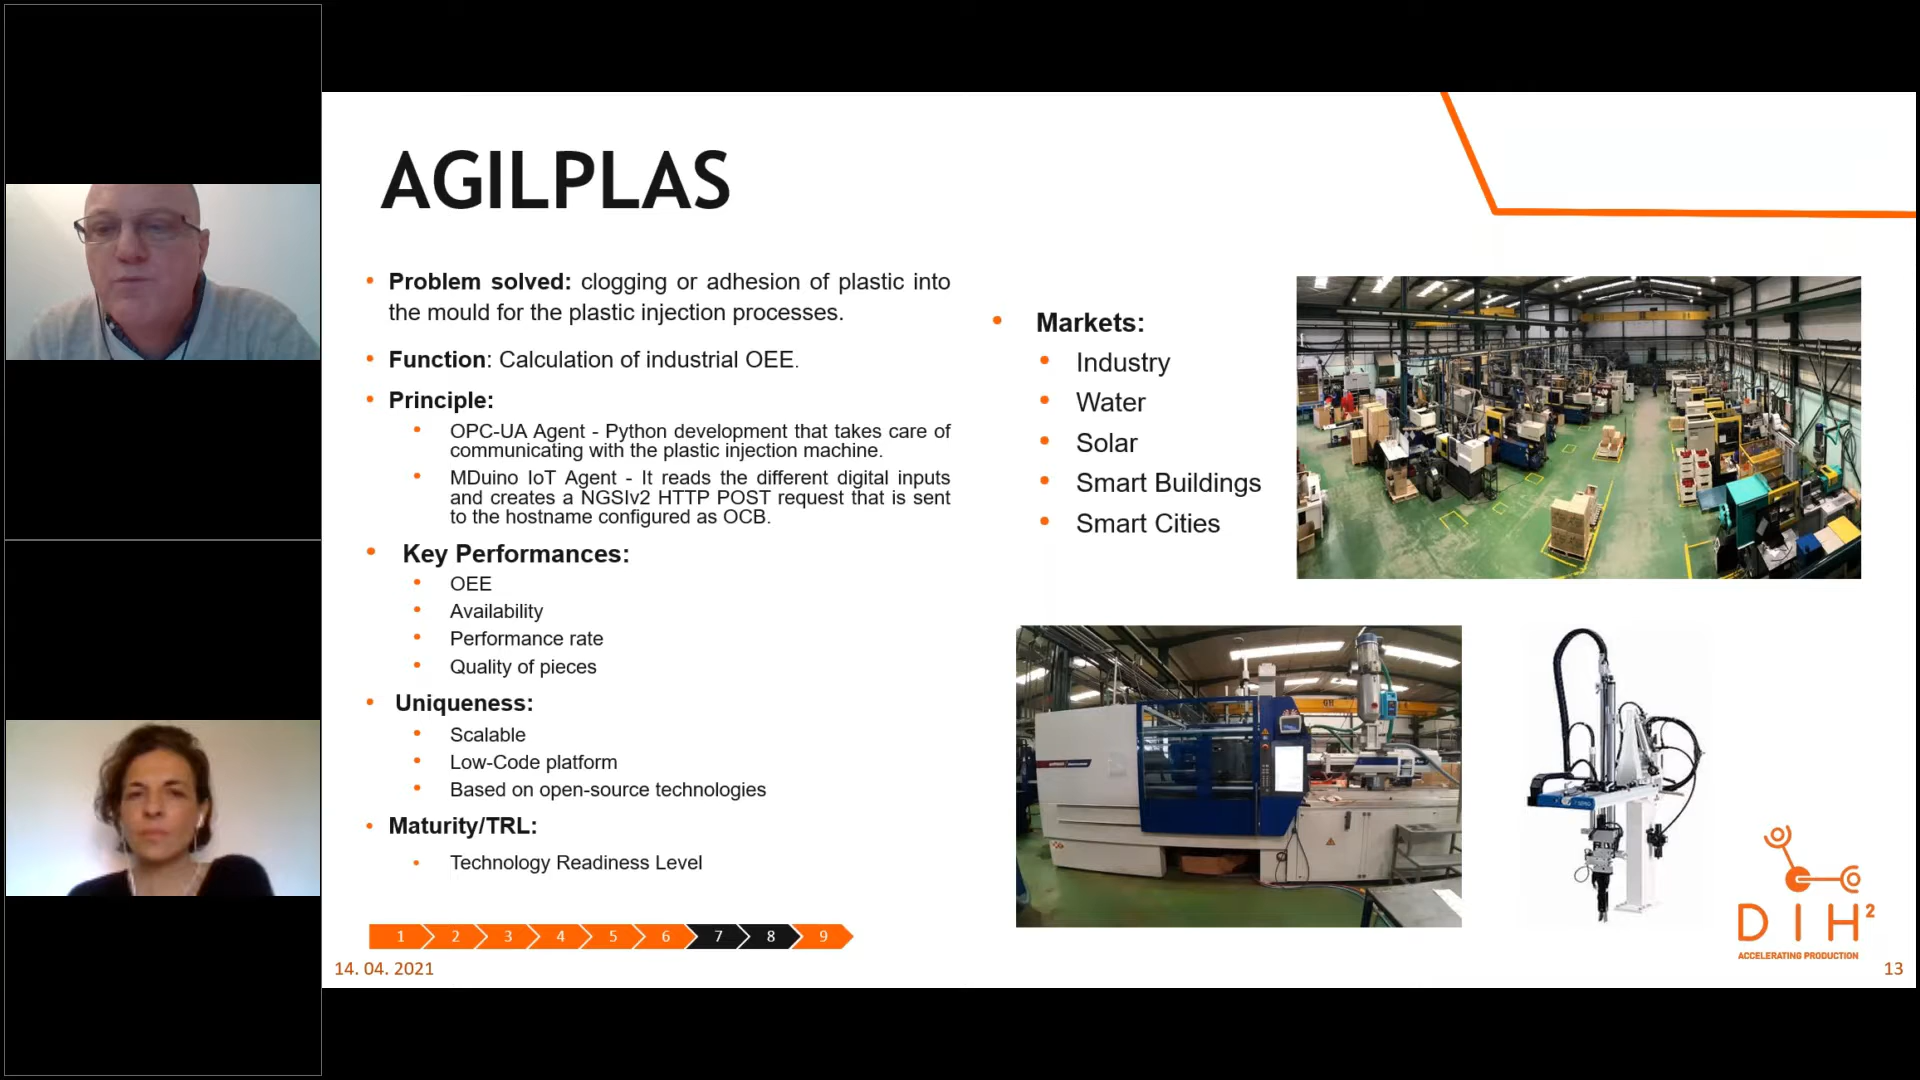 AGILPLAS
• Problem solved: clogging or adhesion of plastic into
the mould for the plastic injection processes.
• Function: Calculation of industrial OEE.
• Principle:
• OPC-UA Agent - Python development that takes care of
communicating with the plastic injection machine.
• MDuino IoT Agent - It reads the different digital inputs
and creates a NGSIv2 HTTP POST request that is sent
to the hostname configured as OCB.
• Key Performances:
• OEE
• Availability
• Performance rate
• Quality of pieces
• Uniqueness:
• Scalable
• Low-Code platform
• Based on open-source technologies
• Maturity/TRL:
• Technology Readiness Level
1 2 3 4 5 6 7 8 9
14. 04. 2021
• Markets:
• Industry
• Water
• Solar
• Smart Buildings
• Smart Cities
DIH²
ACCELERATING PRODUCTION
13